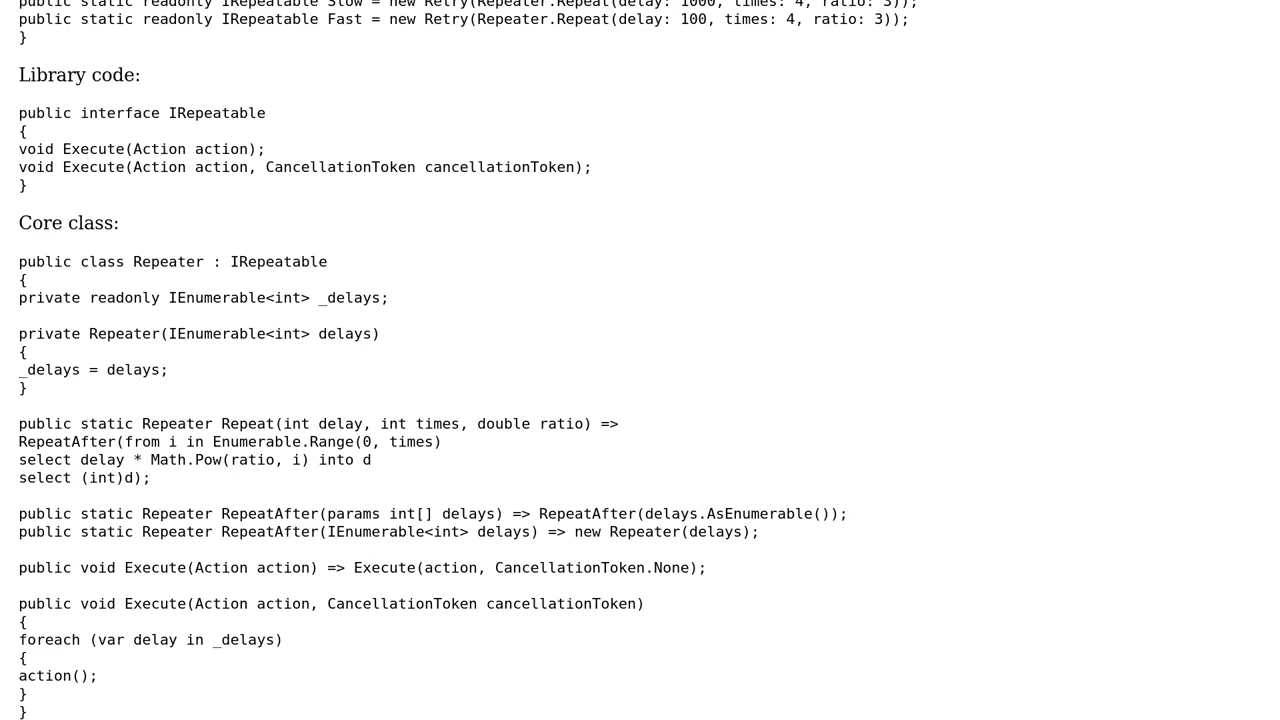 public static readonly IRepeatable Slow = new Retry(Repeater.Repeat(delay: 1000, times: 4, ratio: 3));
public static readonly IRepeatable Fast = new Retry(Repeater.Repeat(delay: 100, times: 4, ratio: 3));
}
Library code:
public interface IRepeatable
{
void Execute(Action action);
void Execute(Action action, CancellationToken cancellationToken);
}
Core class:
public class Repeater : IRepeatable
{
private readonly IEnumerable<int> _delays;
private Repeater(IEnumerable<int> delays)
{
_delays = delays;
}
public static Repeater Repeat(int delay, int times, double ratio) =>
RepeatAfter(from i in Enumerable.Range(0, times)
select delay * Math.Pow(ratio, i) into d
select (int)d);
public static Repeater RepeatAfter(params int[] delays) => RepeatAfter(delays.AsEnumerable());
public static Repeater RepeatAfter(IEnumerable<int> delays) => new Repeater(delays);
public void Execute(Action action) => Execute(action, CancellationToken.None);
public void Execute(Action action, CancellationToken cancellationToken)
{
foreach (var delay in _delays)
{
action();
}
}